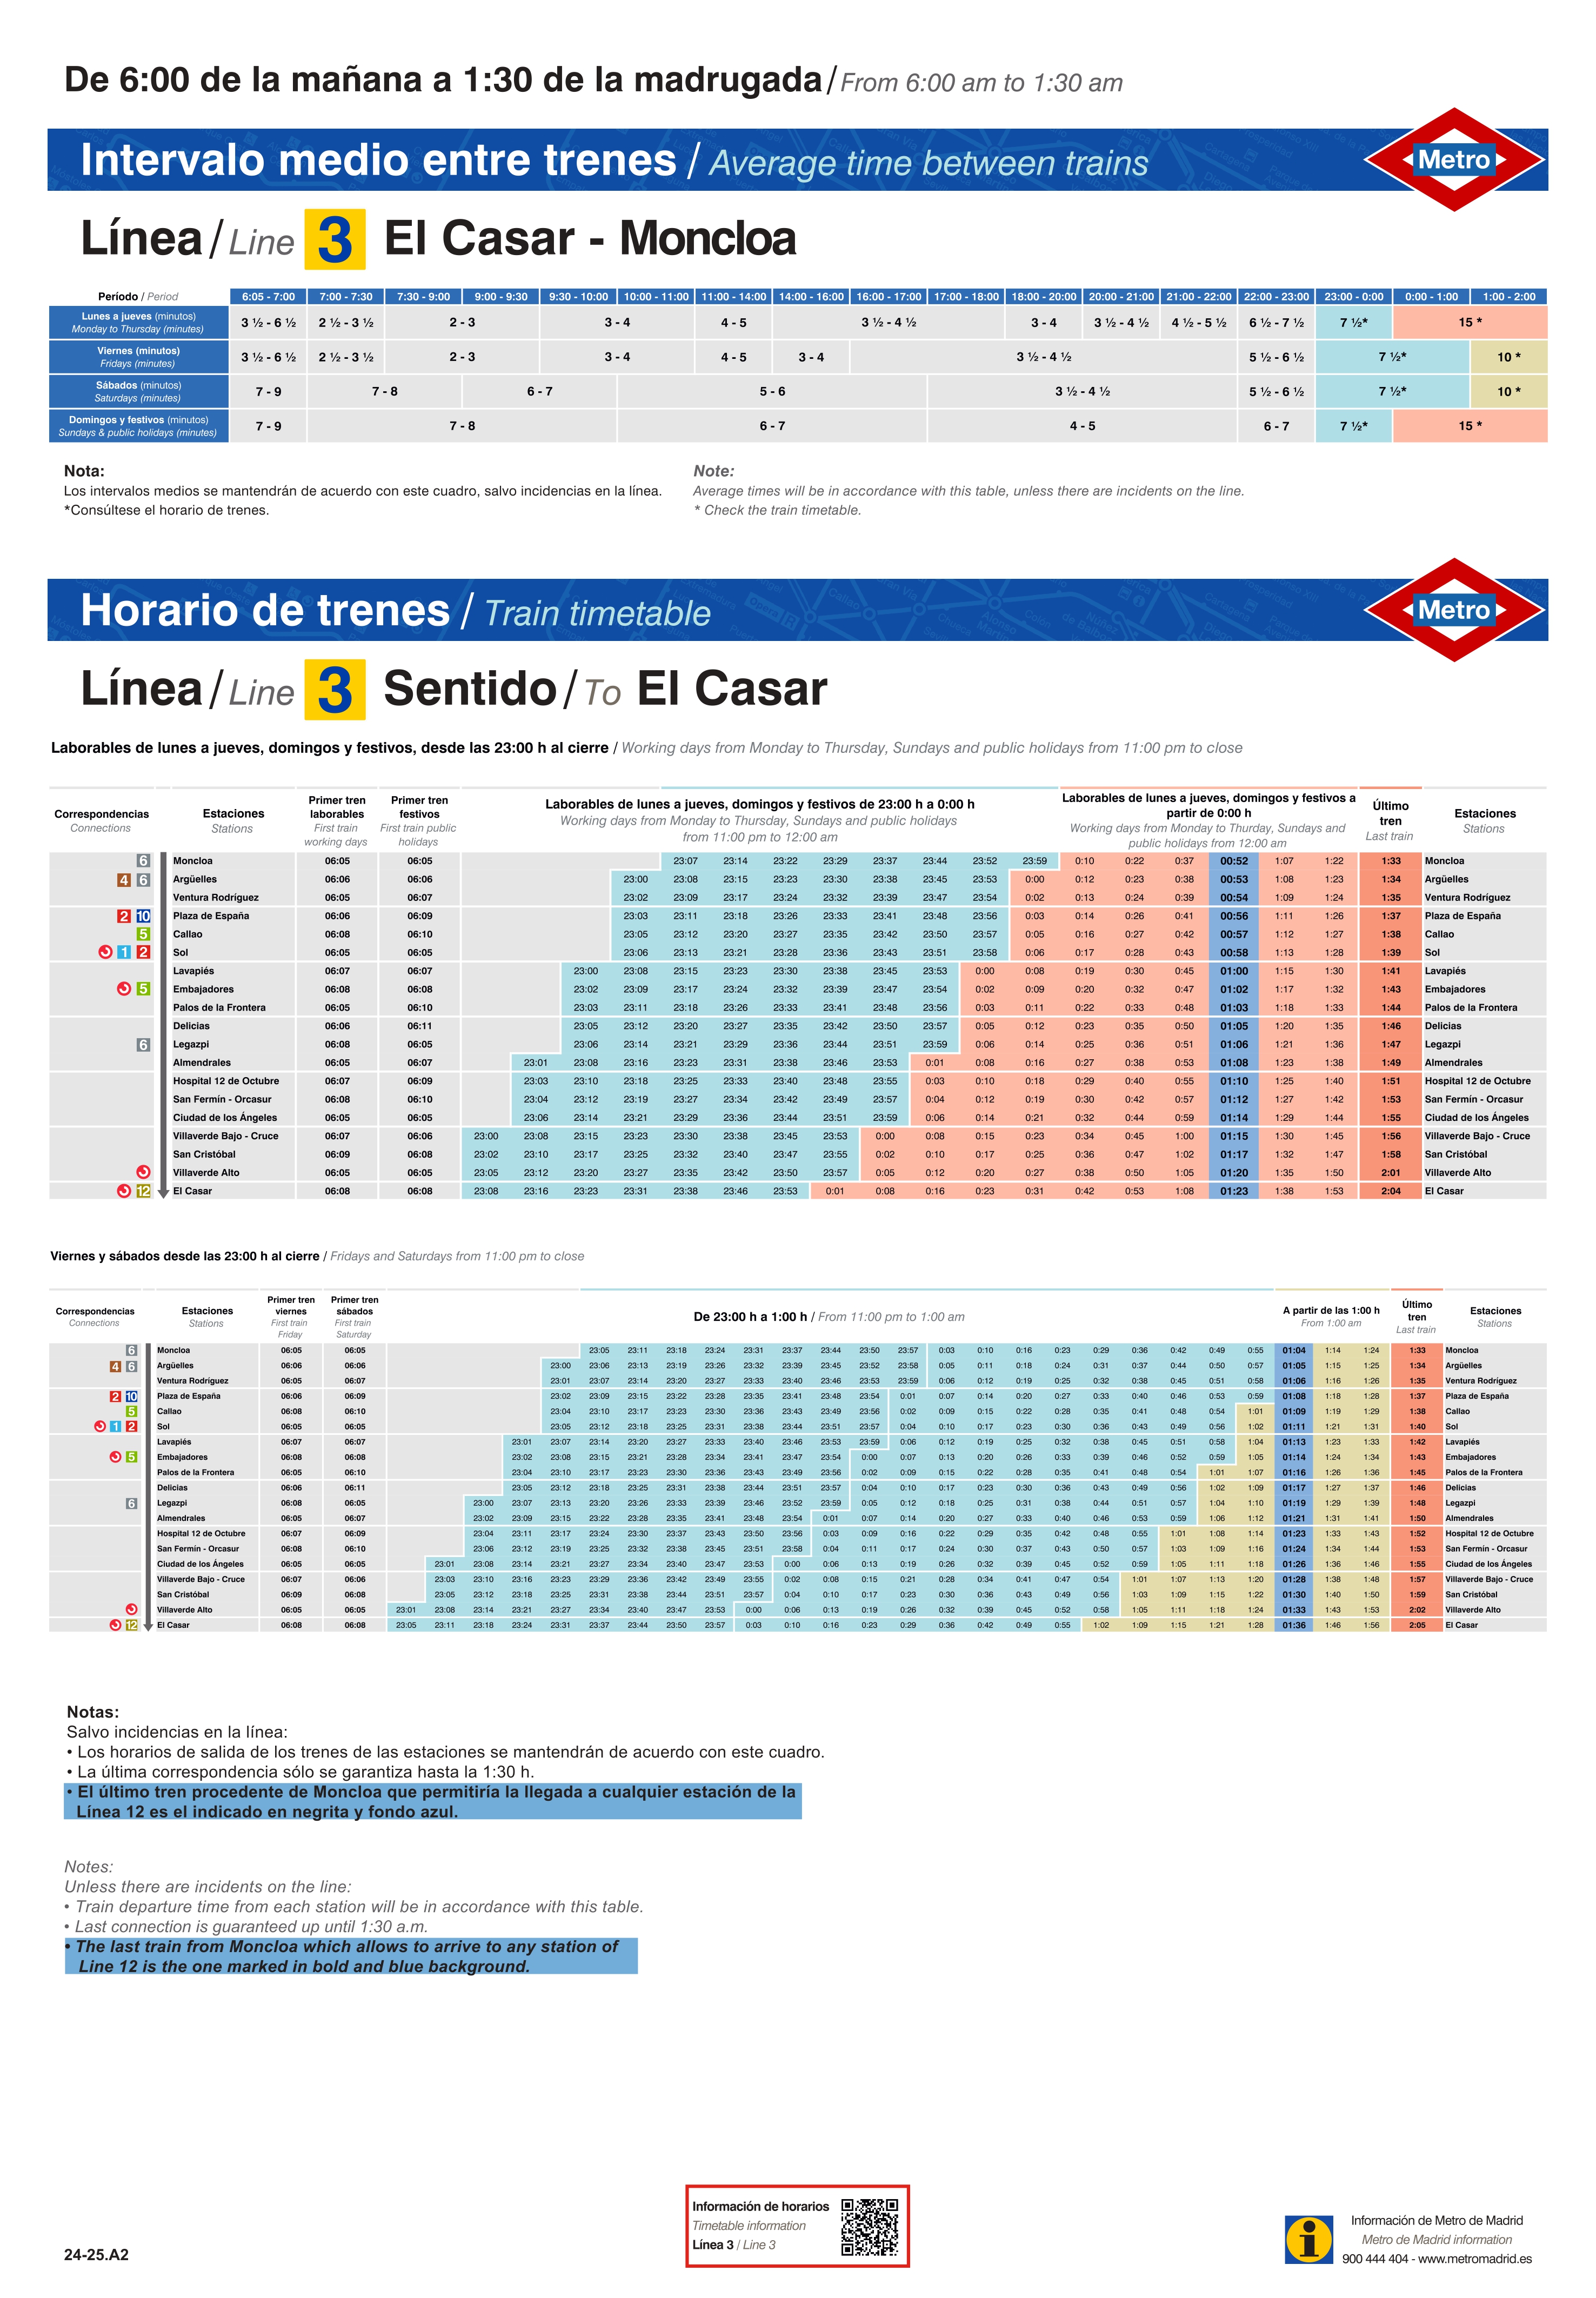 De 6:00 de la mañana a 1:30 de la madrugada / From 6:00 am to 1:30 am
Intervalo medio entre trenes / Average time between trains
Metro
Línea / Line 3 El Casar - Moncloa
Período / Period 6:05 - 7:00 7:00 - 7:30 7:30 - 9:00 9:00 - 9:30 9:30 - 10:00 10:00 - 11:00 11:00 - 14:00 14:00 - 16:00 16:00 - 17:00 17:00 - 18:00 18:00 - 20:00 20:00 - 21:00 21:00 - 22:00 22:00 - 23:00 23:00 - 0:00 0:00 - 1:00 1:00 - 2:00
Lunes a jueves (minutos)
Monday to Thursday (minutes)
3 ½ - 6 ½ 2 ½ - 3 ½ 2 - 3 3 - 4 4 - 5 3 ½ - 4 ½ 3 - 4 3 ½ - 4 ½ 4 ½ - 5 ½ 6 ½ - 7 ½ 7 ½* 15 *
Viernes (minutos)
Fridays (minutes)
3 ½ - 6 ½ 2 ½ - 3 ½ 2 - 3 3 - 4 4 - 5 3 - 4 3 ½ - 4 ½ 5 ½ - 6 ½ 7 ½* 10 *
Sábados (minutos)
Saturdays (minutes)
7 - 9 7 - 8 6 - 7 5 - 6 3 ½ - 4 ½ 5 ½ - 6 ½ 7 ½* 10 *
Domingos y festivos (minutos)
Sundays & public holidays (minutes)
7 - 9 7 - 8 6 - 7 4 - 5 6 - 7 7 ½* 15 *
Nota:
Los intervalos medios se mantendrán de acuerdo con este cuadro, salvo incidencias en la línea.
*Consúltese el horario de trenes.
Note:
Average times will be in accordance with this table, unless there are incidents on the line.
* Check the train timetable.
Horario de trenes / Train timetable
Metro
Línea / Line 3 Sentido / To El Casar
Laborables de lunes a jueves, domingos y festivos, desde las 23:00 h al cierre / Working days from Monday to Thursday, Sundays and public holidays from 11:00 pm to close
Correspondencias
Connections
Estaciones
Stations
Primer tren laborables
First train working days
Primer tren festivos
First train public holidays
Laborables de lunes a jueves, domingos y festivos de 23:00 h a 0:00 h
Working days from Monday to Thursday, Sundays and public holidays
from 11:00 pm to 12:00 am
Laborables de lunes a jueves, domingos y festivos a
partir de 0:00 h
Working days from Monday to Thurday, Sundays and
public holidays from 12:00 am
Último
tren
Last train
Estaciones
Stations
6 Moncloa 06:05 06:05 23:07 23:14 23:22 23:29 23:37 23:44 23:52 23:59 0:10 0:22 0:37 00:52 1:07 1:22 1:33 Moncloa
4 6 Argüelles 06:06 06:06 23:00 23:08 23:15 23:23 23:30 23:38 23:45 23:53 0:00 0:12 0:23 0:38 00:53 1:08 1:23 1:34 Argüelles
Ventura Rodríguez 06:05 06:07 23:02 23:09 23:17 23:24 23:32 23:39 23:47 23:54 0:02 0:13 0:24 0:39 00:54 1:09 1:24 1:35 Ventura Rodríguez
2 10 Plaza de España 06:06 06:09 23:03 23:11 23:18 23:26 23:33 23:41 23:48 23:56 0:03 0:14 0:26 0:41 00:56 1:11 1:26 1:37 Plaza de España
5 Callao 06:08 06:10 23:05 23:12 23:20 23:27 23:35 23:42 23:50 23:57 0:05 0:16 0:27 0:42 00:57 1:12 1:27 1:38 Callao
1 2 Sol 06:05 06:05 23:06 23:13 23:21 23:28 23:36 23:43 23:51 23:58 0:06 0:17 0:28 0:43 00:58 1:13 1:28 1:39 Sol
Lavapiés 06:07 06:07 23:00 23:08 23:15 23:23 23:30 23:38 23:45 23:53 0:00 0:08 0:19 0:30 0:45 01:00 1:15 1:30 1:41 Lavapiés
5 Embajadores 06:08 06:08 23:02 23:09 23:17 23:24 23:32 23:39 23:47 23:54 0:02 0:09 0:20 0:32 0:47 01:02 1:17 1:32 1:43 Embajadores
Palos de la Frontera 06:05 06:10 23:03 23:11 23:18 23:26 23:33 23:41 23:48 23:56 0:03 0:11 0:22 0:33 0:48 01:03 1:18 1:33 1:44 Palos de la Frontera
Delicias 06:06 06:11 23:05 23:12 23:20 23:27 23:35 23:42 23:50 23:57 0:05 0:12 0:23 0:35 0:50 01:05 1:20 1:35 1:46 Delicias
6 Legazpi 06:08 06:05 23:06 23:14 23:21 23:29 23:36 23:44 23:51 23:59 0:06 0:14 0:25 0:36 0:51 01:06 1:21 1:36 1:47 Legazpi
Almendrales 06:05 06:07 23:01 23:08 23:16 23:23 23:31 23:38 23:46 23:53 0:01 0:08 0:16 0:27 0:38 0:53 01:08 1:23 1:38 1:49 Almendrales
Hospital 12 de Octubre 06:07 06:09 23:03 23:10 23:18 23:25 23:33 23:40 23:48 23:55 0:03 0:10 0:18 0:29 0:40 0:55 01:10 1:25 1:40 1:51 Hospital 12 de Octubre
San Fermín - Orcasur 06:08 06:10 23:04 23:12 23:19 23:27 23:34 23:42 23:49 23:57 0:04 0:12 0:19 0:30 0:42 0:57 01:12 1:27 1:42 1:53 San Fermín - Orcasur
Ciudad de los Ángeles 06:05 06:05 23:06 23:14 23:21 23:29 23:36 23:44 23:51 23:59 0:06 0:14 0:21 0:32 0:44 0:59 01:14 1:29 1:44 1:55 Ciudad de los Ángeles
Villaverde Bajo - Cruce 06:07 06:06 23:00 23:08 23:15 23:23 23:30 23:38 23:45 23:53 0:00 0:08 0:15 0:23 0:34 0:45 1:00 01:15 1:30 1:45 1:56 Villaverde Bajo - Cruce
San Cristóbal 06:09 06:08 23:02 23:10 23:17 23:25 23:32 23:40 23:47 23:55 0:02 0:10 0:17 0:25 0:36 0:47 1:02 01:17 1:32 1:47 1:58 San Cristóbal
Villaverde Alto 06:05 06:05 23:05 23:12 23:20 23:27 23:35 23:42 23:50 23:57 0:05 0:12 0:20 0:27 0:38 0:50 1:05 01:20 1:35 1:50 2:01 Villaverde Alto
12 El Casar 06:08 06:08 23:08 23:16 23:23 23:31 23:38 23:46 23:53 0:01 0:08 0:16 0:23 0:31 0:42 0:53 1:08 01:23 1:38 1:53 2:04 El Casar
Viernes y sábados desde las 23:00 h al cierre / Fridays and Saturdays from 11:00 pm to close
Correspondencias
Connections
Estaciones
Stations
Primer tren viernes
First train Friday
Primer tren sábados
First train Saturday
De 23:00 h a 1:00 h / From 11:00 pm to 1:00 am
A partir de las 1:00 h
From 1:00 am
Último
tren
Last train
Estaciones
Stations
6 Moncloa 06:05 06:05 23:05 23:11 23:18 23:24 23:31 23:37 23:44 23:50 23:57 0:03 0:10 0:16 0:23 0:29 0:36 0:42 0:49 0:55 01:04 1:14 1:24 1:33 Moncloa
4 6 Argüelles 06:06 06:06 23:00 23:06 23:13 23:19 23:26 23:32 23:39 23:45 23:52 23:58 0:05 0:11 0:18 0:24 0:31 0:37 0:44 0:50 0:57 01:05 1:15 1:25 1:34 Argüelles
Ventura Rodríguez 06:05 06:07 23:01 23:07 23:14 23:20 23:27 23:33 23:40 23:46 23:53 23:59 0:06 0:12 0:19 0:25 0:32 0:38 0:45 0:51 0:58 01:06 1:16 1:26 1:35 Ventura Rodríguez
2 10 Plaza de España 06:06 06:09 23:02 23:09 23:15 23:22 23:28 23:35 23:41 23:48 23:54 0:01 0:07 0:14 0:20 0:27 0:33 0:40 0:46 0:53 0:59 01:08 1:18 1:28 1:37 Plaza de España
5 Callao 06:08 06:10 23:04 23:10 23:17 23:23 23:30 23:36 23:43 23:49 23:56 0:02 0:09 0:15 0:22 0:28 0:35 0:41 0:48 0:54 1:01 01:09 1:19 1:29 1:38 Callao
1 2 Sol 06:05 06:05 23:05 23:12 23:18 23:25 23:31 23:38 23:44 23:51 23:57 0:04 0:10 0:17 0:23 0:30 0:36 0:43 0:49 0:56 1:02 01:11 1:21 1:31 1:40 Sol
Lavapiés 06:07 06:07 23:01 23:07 23:14 23:20 23:27 23:33 23:40 23:46 23:53 23:59 0:06 0:12 0:19 0:25 0:32 0:38 0:45 0:51 0:58 1:04 01:13 1:23 1:33 1:42 Lavapiés
5 Embajadores 06:08 06:08 23:02 23:08 23:15 23:21 23:28 23:34 23:41 23:47 23:54 0:00 0:07 0:13 0:20 0:26 0:33 0:39 0:46 0:52 0:59 1:05 01:14 1:24 1:34 1:43 Embajadores
Palos de la Frontera 06:05 06:10 23:04 23:10 23:17 23:23 23:30 23:36 23:43 23:49 23:56 0:02 0:09 0:15 0:22 0:28 0:35 0:41 0:48 0:54 1:01 1:07 01:16 1:26 1:36 1:45 Palos de la Frontera
Delicias 06:06 06:11 23:05 23:12 23:18 23:25 23:31 23:38 23:44 23:51 23:57 0:04 0:10 0:17 0:23 0:30 0:36 0:43 0:49 0:56 1:02 1:09 01:17 1:27 1:37 1:46 Delicias
6 Legazpi 06:08 06:05 23:00 23:07 23:13 23:20 23:26 23:33 23:39 23:46 23:52 23:59 0:05 0:12 0:18 0:25 0:31 0:38 0:44 0:51 0:57 1:04 1:10 01:19 1:29 1:39 1:48 Legazpi
Almendrales 06:05 06:07 23:02 23:09 23:15 23:22 23:28 23:35 23:41 23:48 23:54 0:01 0:07 0:14 0:20 0:27 0:33 0:40 0:46 0:53 0:59 1:06 1:12 01:21 1:31 1:41 1:50 Almendrales
Hospital 12 de Octubre 06:07 06:09 23:04 23:11 23:17 23:24 23:30 23:37 23:43 23:50 23:56 0:03 0:09 0:16 0:22 0:29 0:35 0:42 0:48 0:55 1:01 1:08 1:14 01:23 1:33 1:43 1:52 Hospital 12 de Octubre
San Fermín - Orcasur 06:08 06:10 23:06 23:12 23:19 23:25 23:32 23:38 23:45 23:51 23:58 0:04 0:11 0:17 0:24 0:30 0:37 0:43 0:50 0:57 1:03 1:09 1:16 01:24 1:34 1:44 1:53 San Fermín - Orcasur
Ciudad de los Ángeles 06:05 06:05 23:01 23:08 23:14 23:21 23:27 23:34 23:40 23:47 23:53 0:00 0:06 0:13 0:19 0:26 0:32 0:39 0:45 0:52 0:59 1:05 1:11 1:18 01:26 1:36 1:46 1:55 Ciudad de los Ángeles
Villaverde Bajo - Cruce 06:07 06:06 23:03 23:10 23:16 23:23 23:29 23:36 23:42 23:49 23:55 0:02 0:08 0:15 0:21 0:28 0:34 0:41 0:47 0:54 1:01 1:07 1:13 1:20 01:28 1:38 1:48 1:57 Villaverde Bajo - Cruce
San Cristóbal 06:09 06:08 23:05 23:12 23:18 23:25 23:31 23:38 23:44 23:51 23:57 0:04 0:10 0:17 0:23 0:30 0:36 0:43 0:49 0:56 1:03 1:09 1:15 1:22 01:30 1:40 1:50 1:59 San Cristóbal
Villaverde Alto 06:05 06:05 23:01 23:08 23:14 23:21 23:27 23:34 23:40 23:47 23:53 0:00 0:06 0:13 0:19 0:26 0:32 0:39 0:45 0:52 0:58 1:05 1:11 1:18 1:24 01:33 1:43 1:53 2:02 Villaverde Alto
12 El Casar 06:08 06:08 23:05 23:11 23:18 23:24 23:31 23:37 23:44 23:50 23:57 0:03 0:10 0:16 0:23 0:29 0:36 0:42 0:49 0:55 1:02 1:09 1:15 1:21 1:28 01:36 1:46 1:56 2:05 El Casar
Notas:
Salvo incidencias en la línea:
• Los horarios de salida de los trenes de las estaciones se mantendrán de acuerdo con este cuadro.
• La última correspondencia sólo se garantiza hasta la 1:30 h.
• El último tren procedente de Moncloa que permitiría la llegada a cualquier estación de la
Línea 12 es el indicado en negrita y fondo azul.
Notes:
Unless there are incidents on the line:
• Train departure time from each station will be in accordance with this table.
• Last connection is guaranteed up until 1:30 a.m.
• The last train from Moncloa which allows to arrive to any station of
Line 12 is the one marked in bold and blue background.
24-25.A2
Información de horarios
Timetable information
Línea 3 / Line 3
i
Información de Metro de Madrid
Metro de Madrid information
900 444 404 - www.metromadrid.es